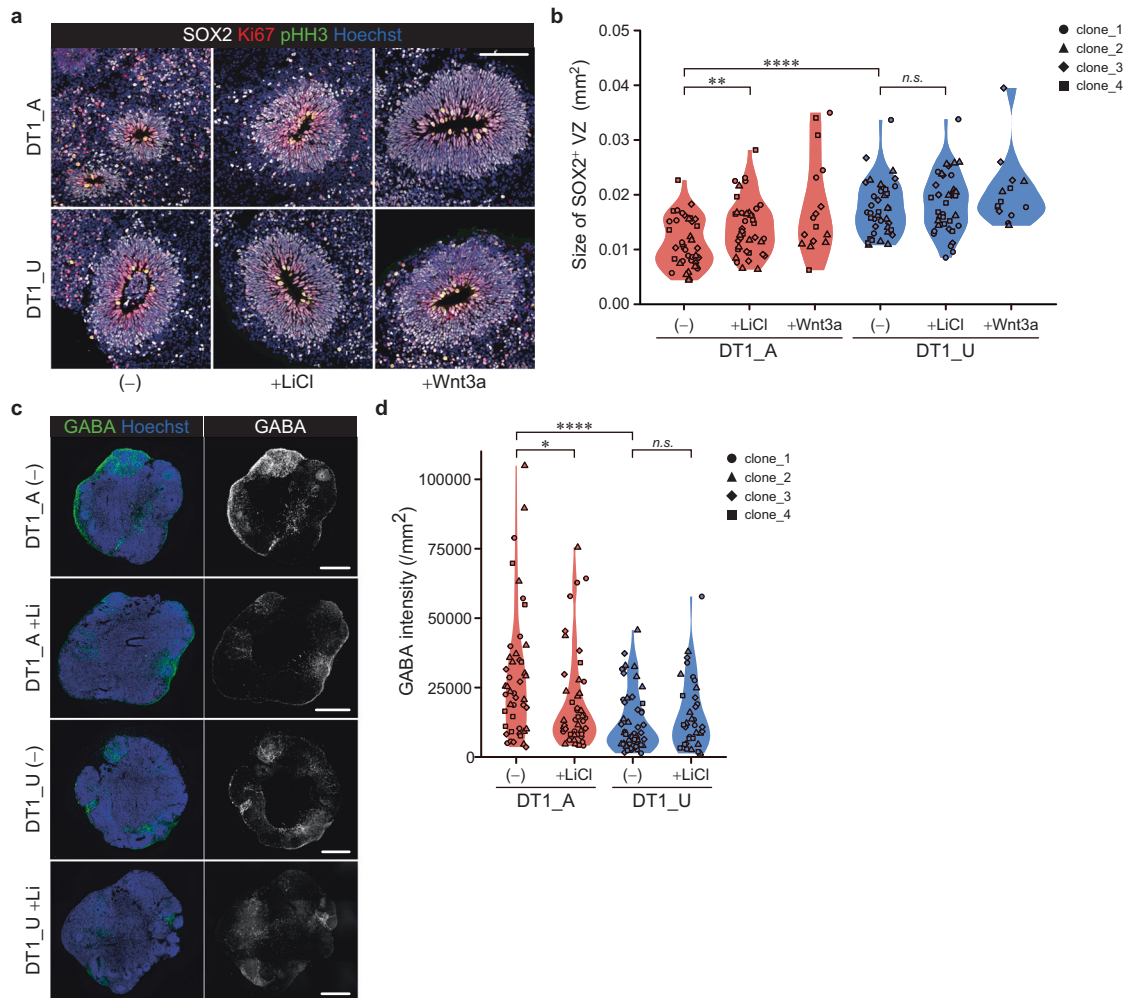 a
SOX2 Ki67 pHH3 Hoechst
DT1_A
DT1_U
(–)
+LiCl
+Wnt3a
b
Size of SOX2+ VZ (mm2)
0.05
0.04
0.03
0.02
0.01
0.00
****
**
n.s.
clone_1
clone_2
clone_3
clone_4
(–)
+LiCl
+Wnt3a
(–)
+LiCl
+Wnt3a
DT1_A
DT1_U
c
GABA Hoechst
GABA
DT1_A (–)
DT1_A +Li
DT1_U (–)
DT1_U +Li
d
GABA intensity (/mm2)
100000
75000
50000
25000
0
****
*
n.s.
clone_1
clone_2
clone_3
clone_4
(–)
+LiCl
(–)
+LiCl
DT1_A
DT1_U